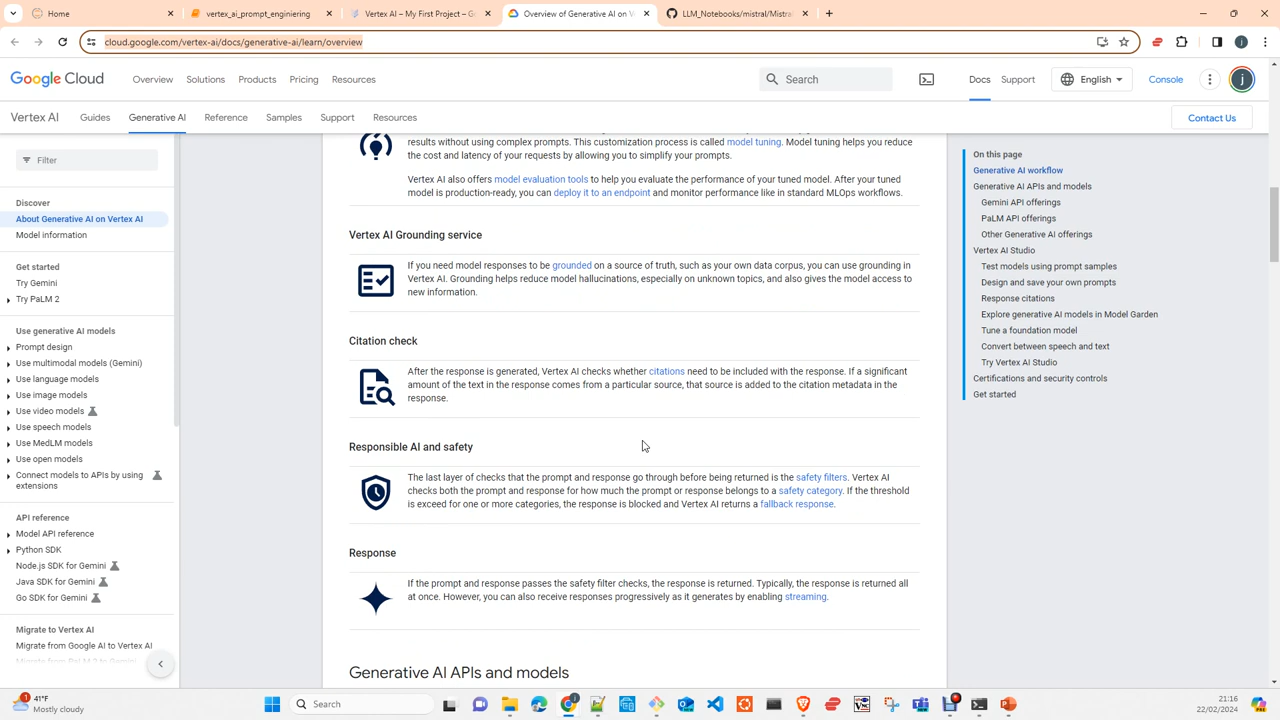 Home
vertex_ai_prompt_enginiering
Vertex AI – My First Project – G
Overview of Generative AI on V
LLM_Notebooks/mistral/Mistral
cloud.google.com/vertex-ai/docs/generative-ai/learn/overview
Google Cloud
Overview
Solutions
Products
Pricing
Resources
Search
Docs
Support
English
Console
j
Vertex AI
Guides
Generative AI
Reference
Samples
Support
Resources
Contact Us
Filter
Discover
About Generative AI on Vertex AI
Model information
Get started
Try Gemini
Try PaLM 2
Use generative AI models
Prompt design
Use multimodal models (Gemini)
Use language models
Use image models
Use video models
Use speech models
Use MedLM models
Use open models
Connect models to APIs by using
extensions
API reference
Model API reference
Python SDK
Node.js SDK for Gemini
Java SDK for Gemini
Go SDK for Gemini
Migrate to Vertex AI
Migrate from Google AI to Vertex AI
Migrate from PaLM 2 to Gemini
results without using complex prompts. This customization process is called model tuning. Model tuning helps you reduce
the cost and latency of your requests by allowing you to simplify your prompts.
Vertex AI also offers model evaluation tools to help you evaluate the performance of your tuned model. After your tuned
model is production-ready, you can deploy it to an endpoint and monitor performance like in standard MLOps workflows.
Vertex AI Grounding service
If you need model responses to be grounded on a source of truth, such as your own data corpus, you can use grounding in
Vertex AI. Grounding helps reduce model hallucinations, especially on unknown topics, and also gives the model access to
new information.
Citation check
After the response is generated, Vertex AI checks whether citations need to be included with the response. If a significant
amount of the text in the response comes from a particular source, that source is added to the citation metadata in the
response.
Responsible AI and safety
The last layer of checks that the prompt and response go through before being returned is the safety filters. Vertex AI
checks both the prompt and response for how much the prompt or response belongs to a safety category. If the threshold
is exceed for one or more categories, the response is blocked and Vertex AI returns a fallback response.
Response
If the prompt and response passes the safety filter checks, the response is returned. Typically, the response is returned all
at once. However, you can also receive responses progressively as it generates by enabling streaming.
Generative AI APIs and models
On this page
Generative AI workflow
Generative AI APIs and models
Gemini API offerings
PaLM API offerings
Other Generative AI offerings
Vertex AI Studio
Test models using prompt samples
Design and save your own prompts
Response citations
Explore generative AI models in Model Garden
Tune a foundation model
Convert between speech and text
Try Vertex AI Studio
Certifications and security controls
Get started
1
41°F
Mostly cloudy
Search
21:16
22/02/2024